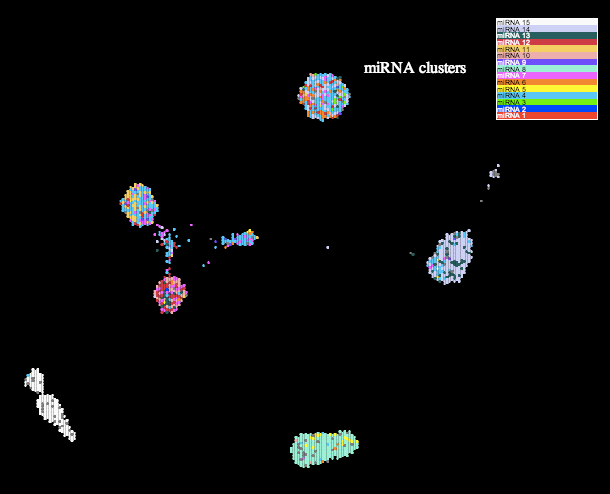 miRNA 15
miRNA 14
miRNA 13
miRNA 12
miRNA 11
miRNA 10
miRNA 9
miRNA 8
miRNA 7
miRNA 6
miRNA 5
miRNA 4
miRNA 3
miRNA 2
miRNA 1
miRNA clusters